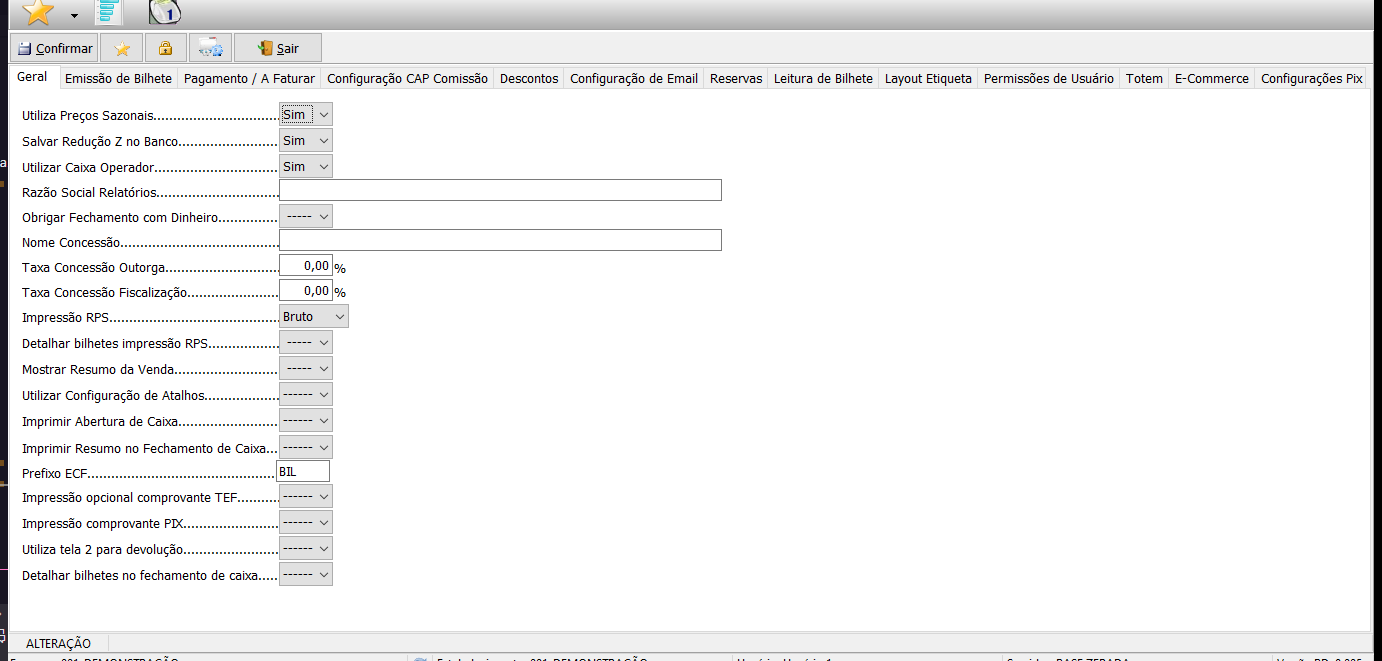 1
Confirmar Sair
Geral Emissão de Bilhete Pagamento / A Faturar Configuração CAP Comissão Descontos Configuração de Email Reservas Leitura de Bilhete Layout Etiqueta Permissões de Usuário Totem E-Commerce Configurações Pix
Utiliza Preços Sazonais Sim
Salvar Redução Z no Banco Sim
Utilizar Caixa Operador Sim
Razão Social Relatórios
Obrigar Fechamento com Dinheiro -----
Nome Concessão
Taxa Concessão Outorga 0,00 %
Taxa Concessão Fiscalização 0,00 %
Impressão RPS Bruto
Detalhar bilhetes impressão RPS -----
Mostrar Resumo da Venda -----
Utilizar Configuração de Atalhos ------
Imprimir Abertura de Caixa ------
Imprimir Resumo no Fechamento de Caixa... ------
Prefixo ECF BIL
Impressão opcional comprovante TEF ------
Impressão comprovante PIX ------
Utiliza tela 2 para devolução ------
Detalhar bilhetes no fechamento de caixa ------
ALTERAÇÃO
001 DEMONSTRAÇÃO 001 DEMONSTRAÇÃO